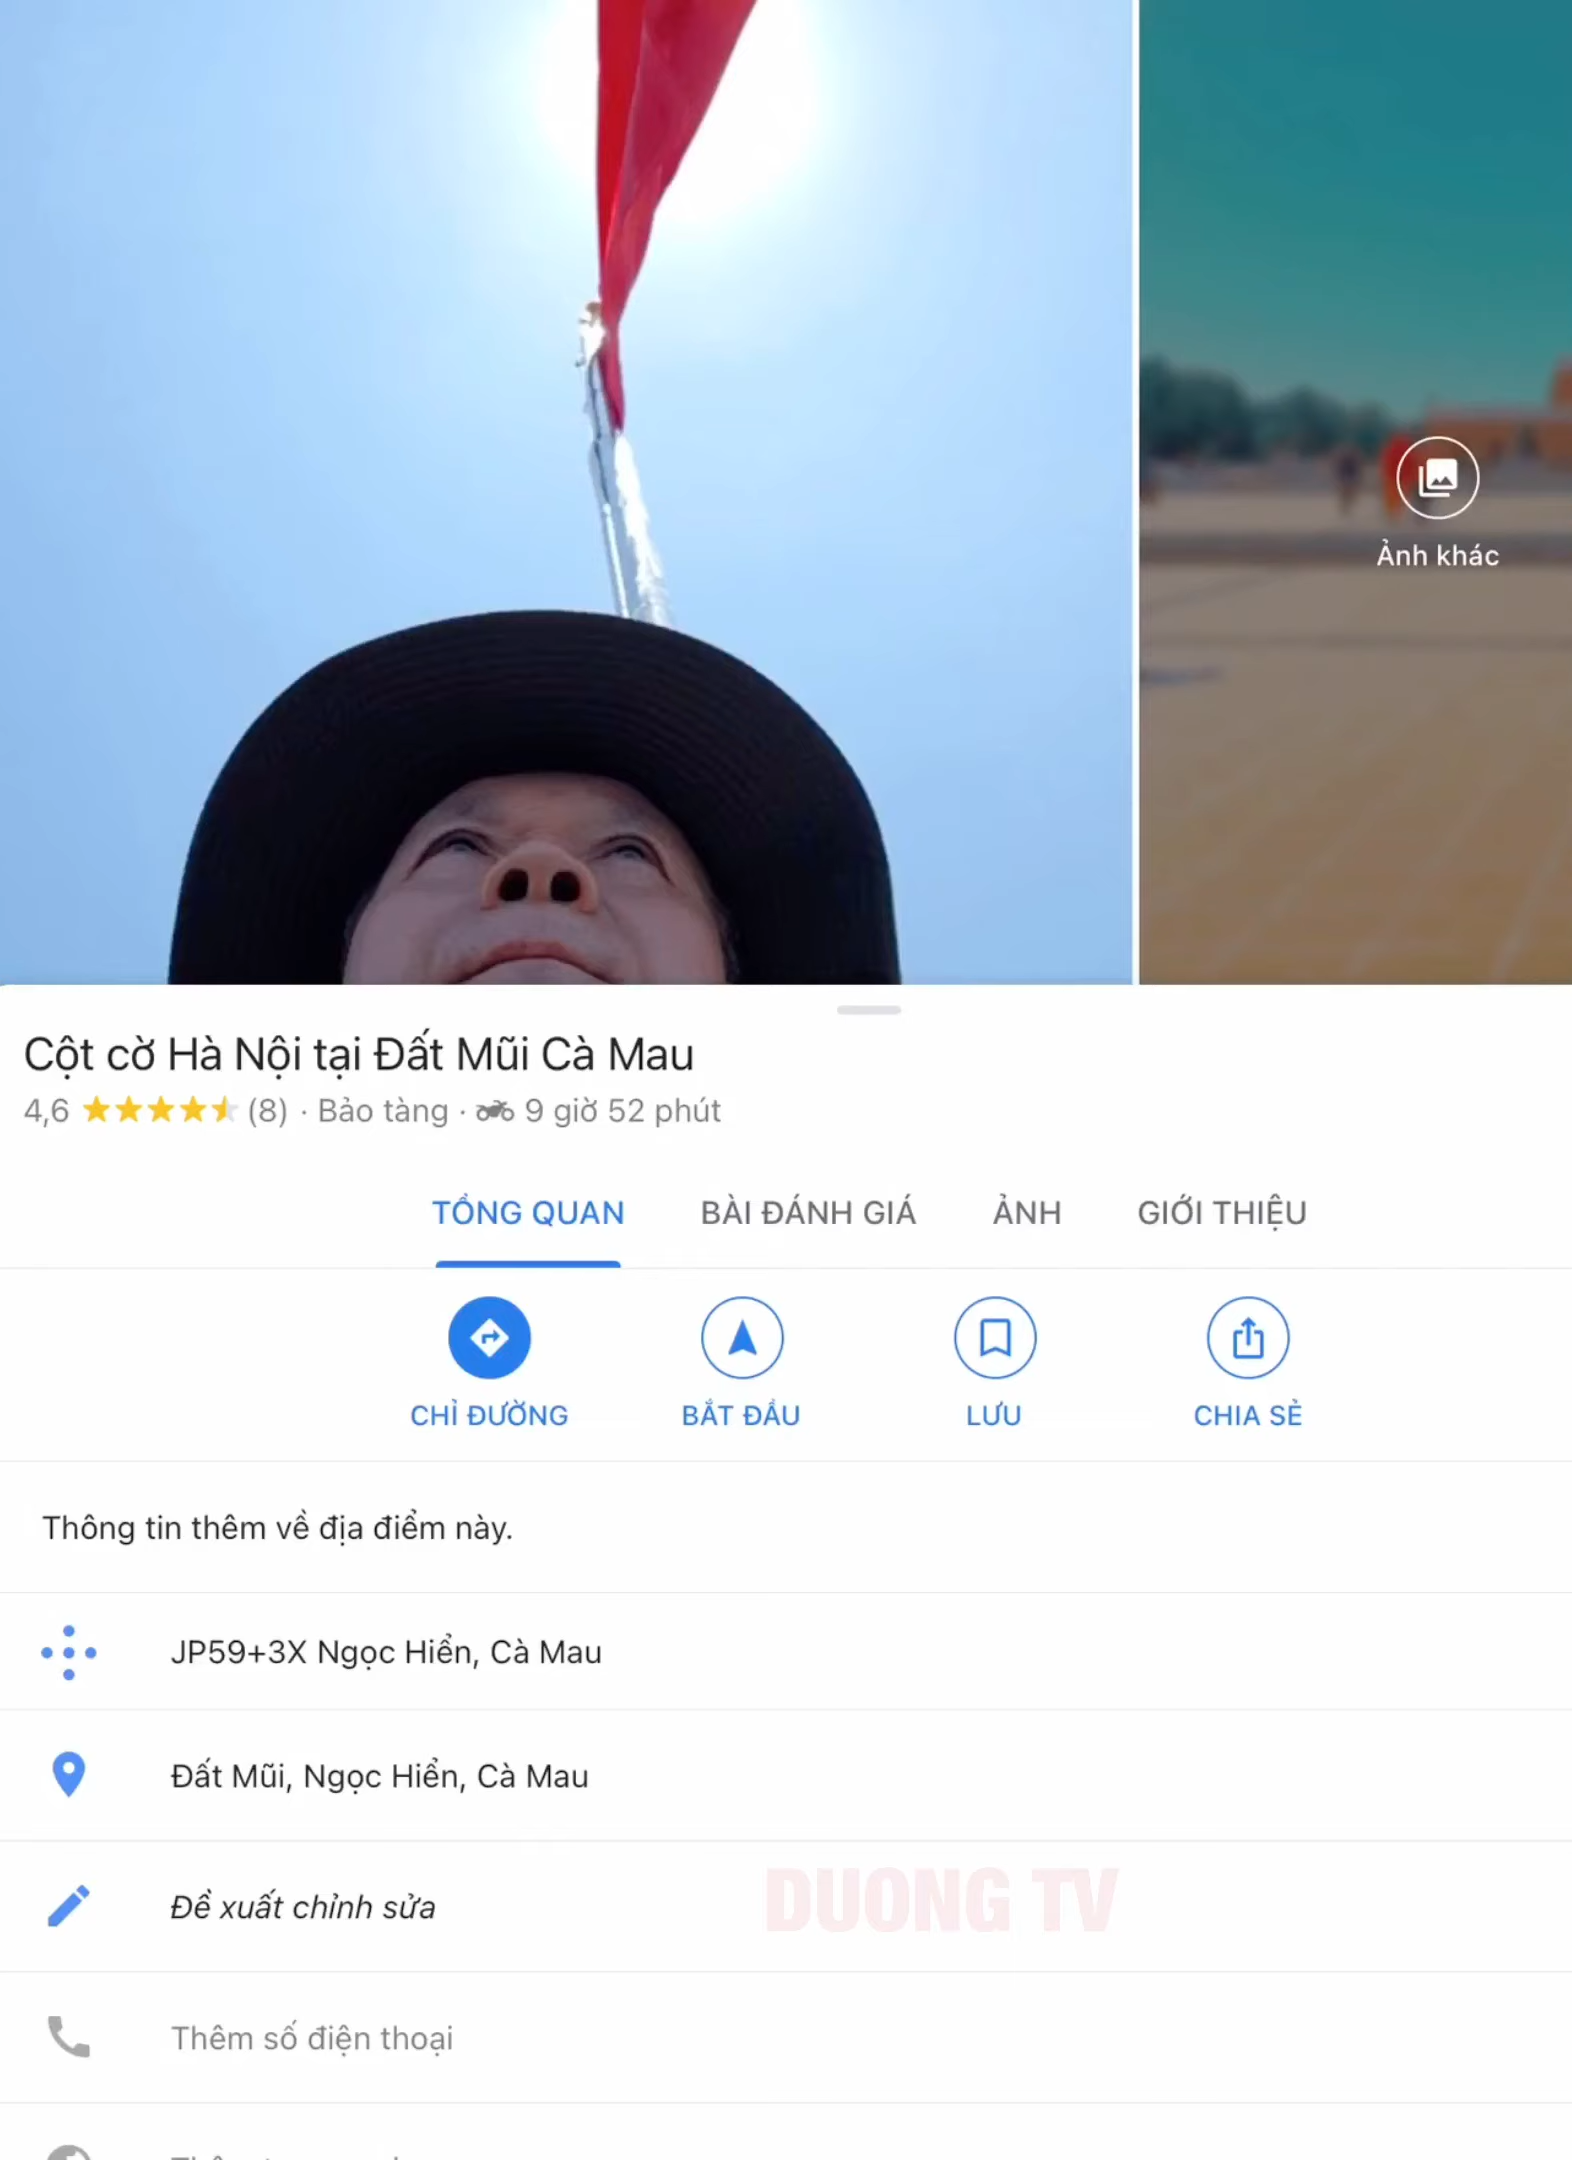 Ảnh khác
Cột cờ Hà Nội tại Đất Mũi Cà Mau
4,6 (8) · Bảo tàng · 9 giờ 52 phút
TỔNG QUAN BÀI ĐÁNH GIÁ ẢNH GIỚI THIỆU
CHỈ ĐƯỜNG BẮT ĐẦU LƯU CHIA SẺ
Thông tin thêm về địa điểm này.
JP59+3X Ngọc Hiển, Cà Mau
Đất Mũi, Ngọc Hiển, Cà Mau
DUONG TV
Đề xuất chỉnh sửa
Thêm số điện thoại